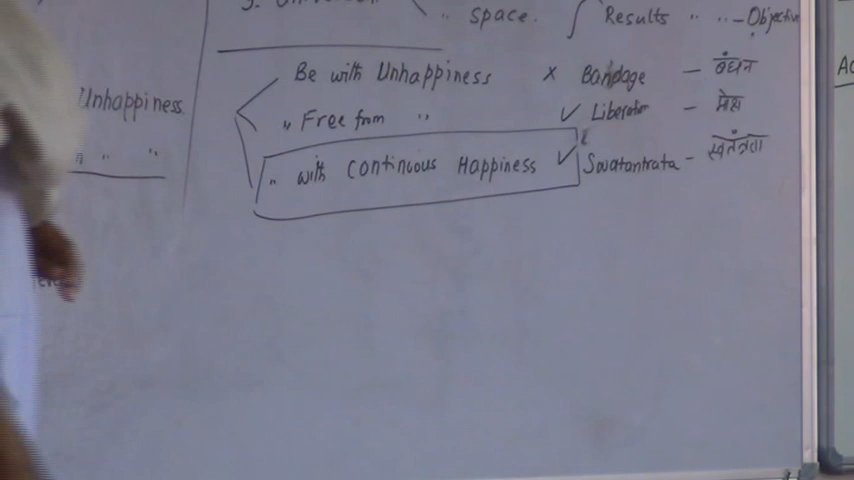 space. Results " " - Objective
Be with Unhappiness × Bandage - बंधन
" Free from " ✓ Liberation - मोक्ष
" with Continuous Happiness ✓ Swatantrata - स्वतंत्रता
Unhappiness.
" " "